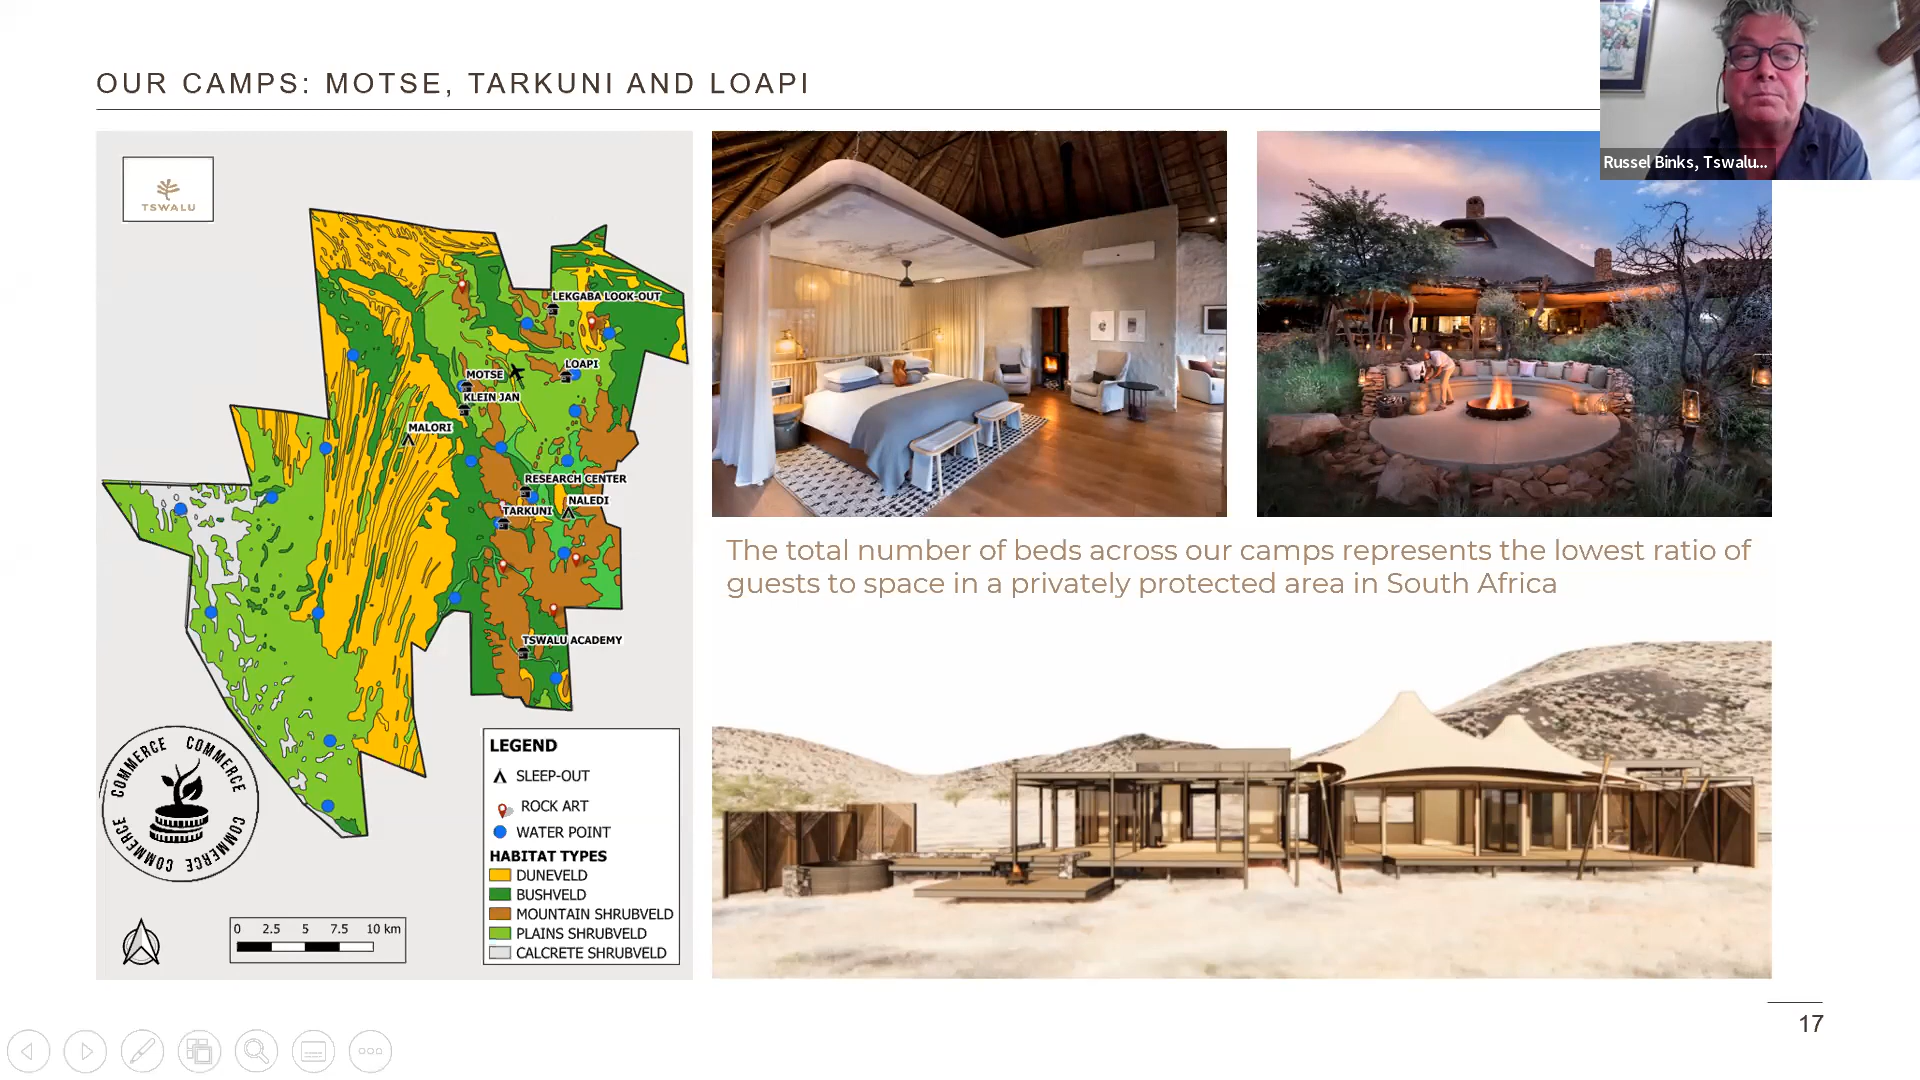 OUR CAMPS: MOTSE, TARKUNI AND LOAPI
Russel Binks, Tswalu...
TSWALU
LEKGABA LOOK-OUT
LOAPI
MOTSE
KLEIN JAN
MALORI
RESEARCH CENTER
NALEDI
TARKUNI
TSWALU ACADEMY
COMMERCE COMMERCE COMMERCE COMMERCE COMMERCE
LEGEND
SLEEP-OUT
ROCK ART
WATER POINT
HABITAT TYPES
DUNEVELD
BUSHVELD
MOUNTAIN SHRUBVELD
PLAINS SHRUBVELD
CALCRETE SHRUBVELD
0 2.5 5 7.5 10 km
The total number of beds across our camps represents the lowest ratio of
guests to space in a privately protected area in South Africa
17